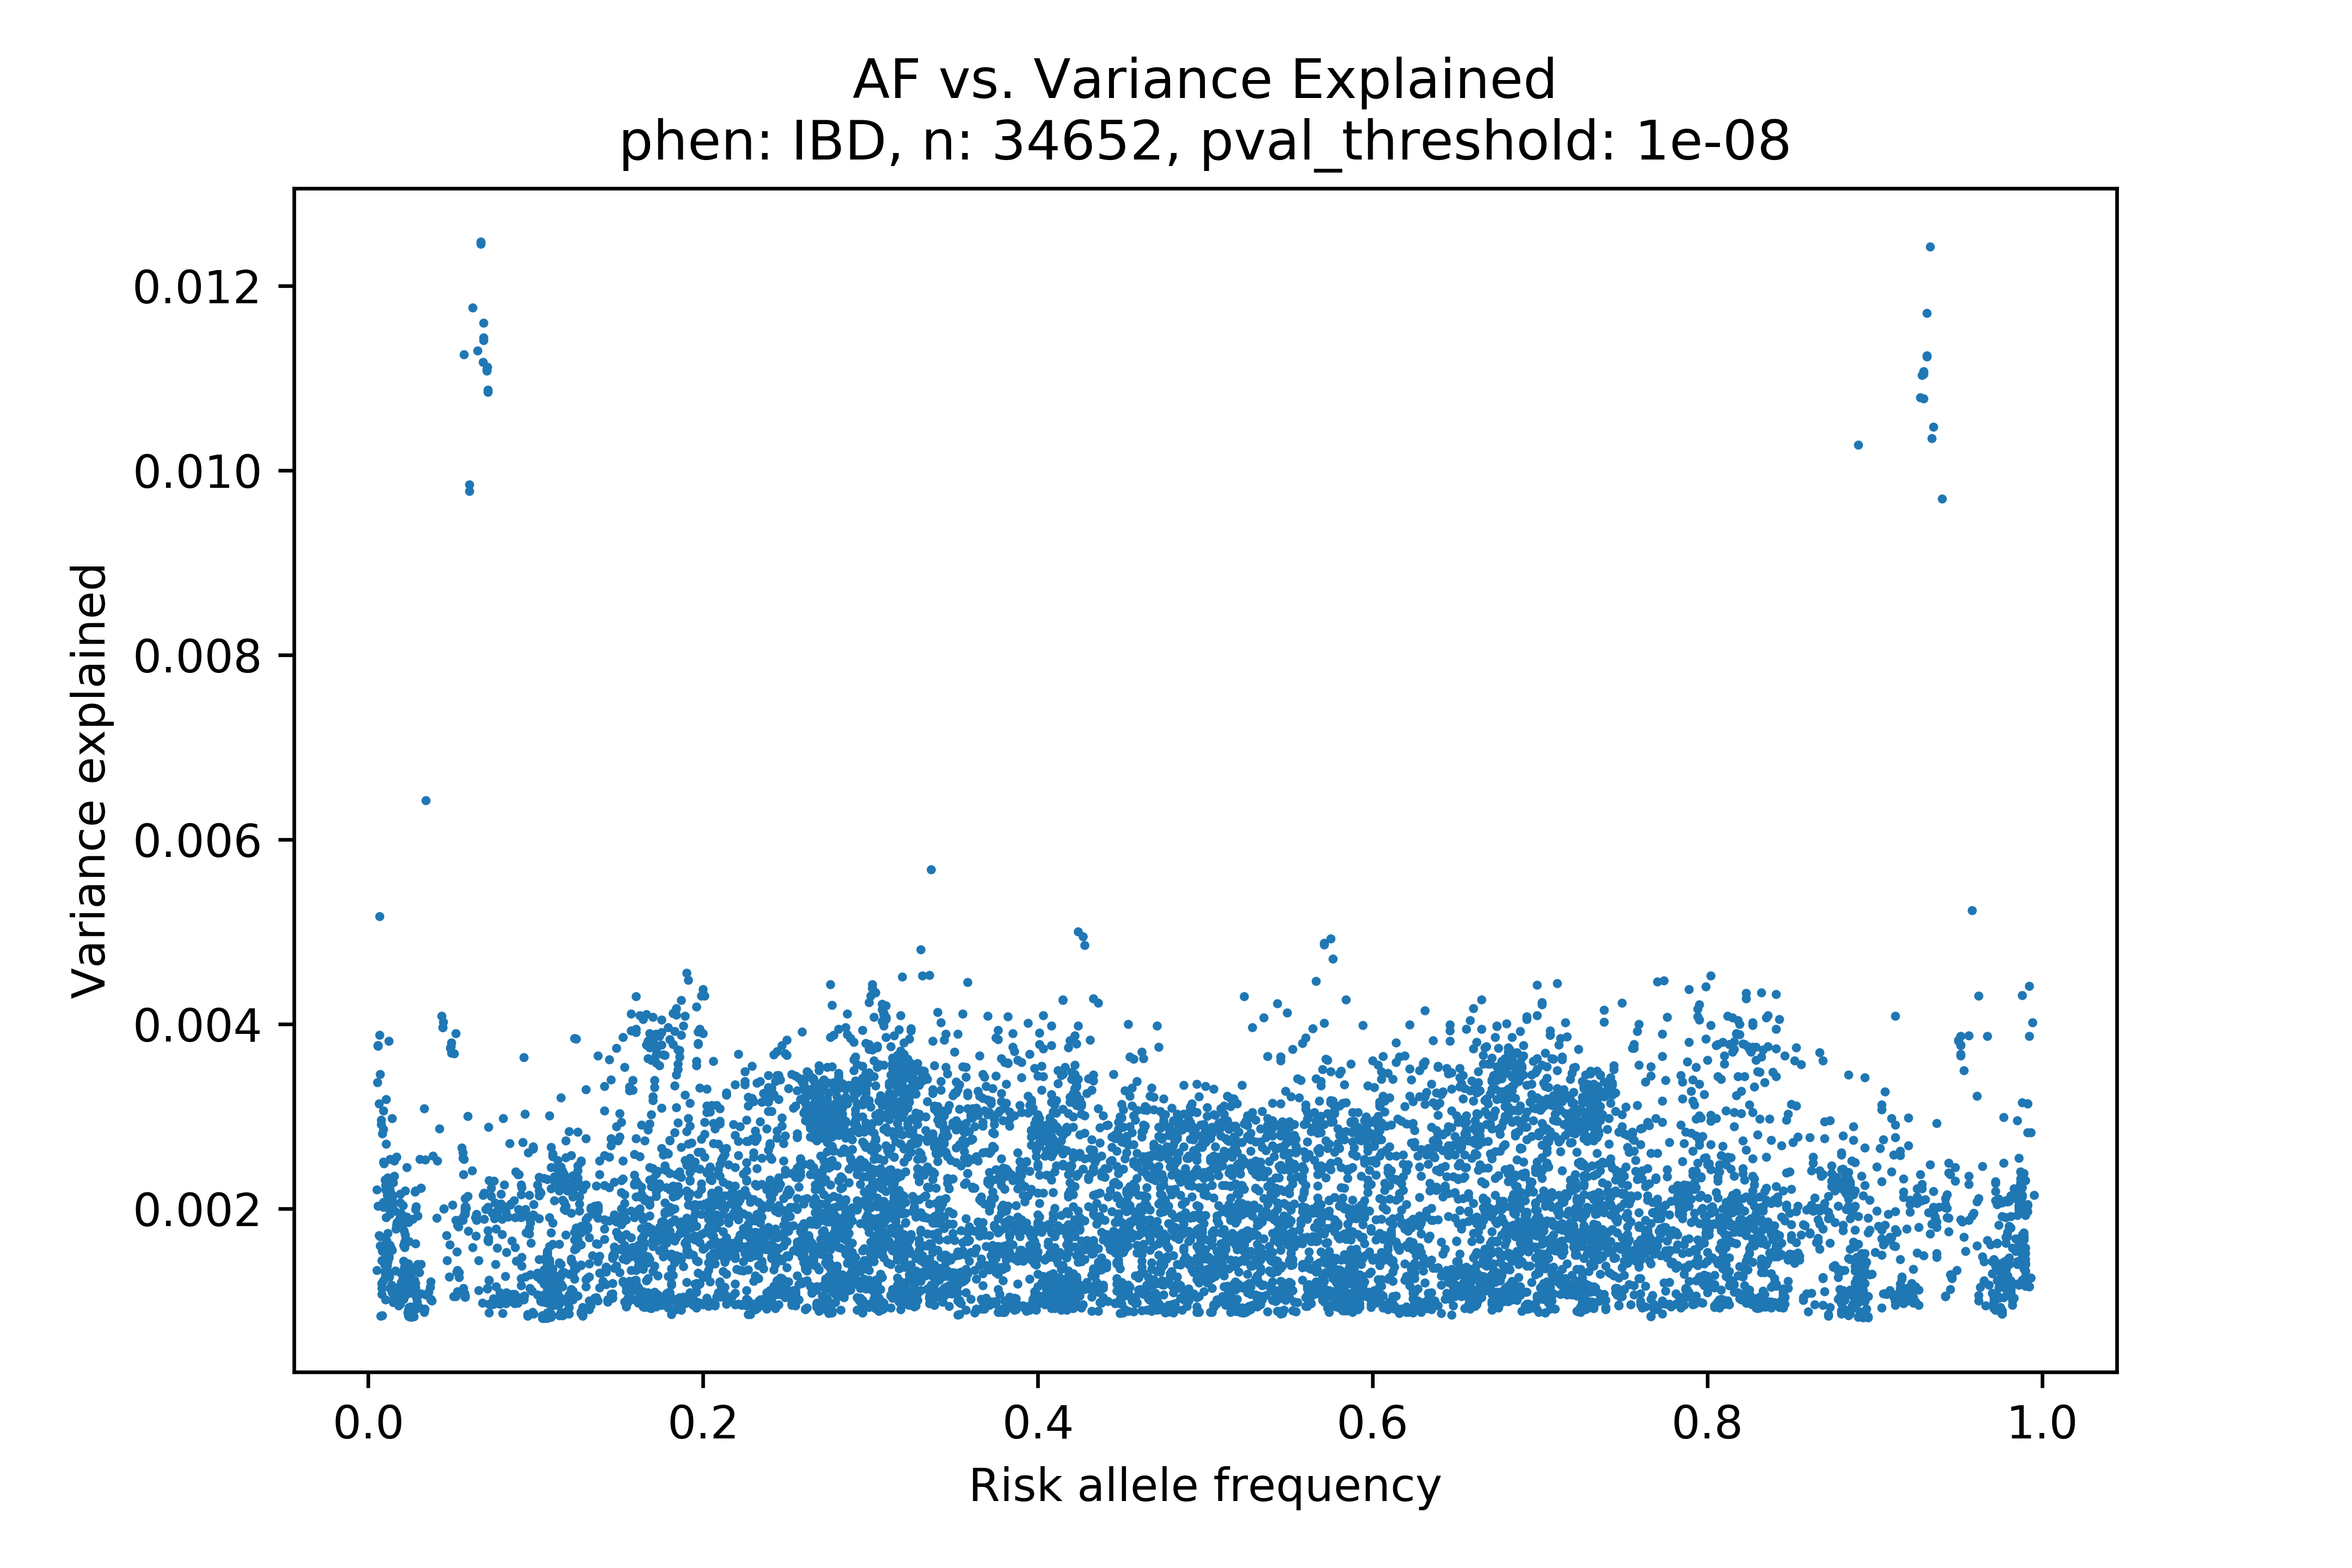 AF vs. Variance Explained
phen: IBD, n: 34652, pval_threshold: 1e-08
Variance explained
0.012
0.010
0.008
0.006
0.004
0.002
0.0 0.2 0.4 0.6 0.8 1.0
Risk allele frequency